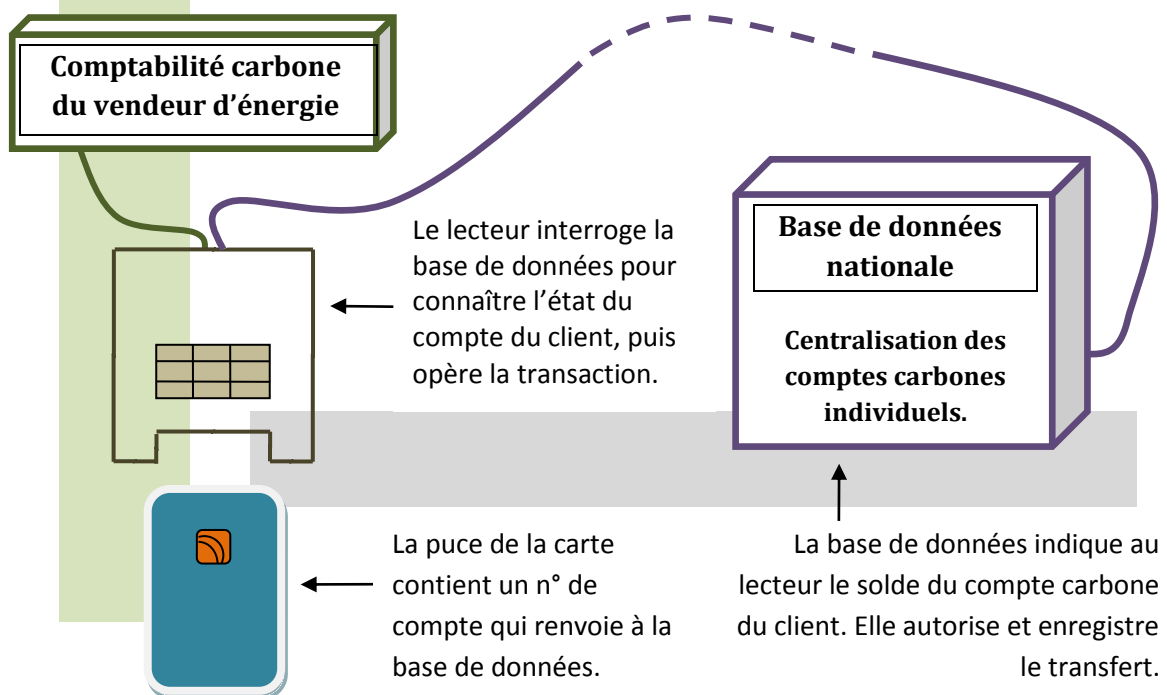 Comptabilité carbone
du vendeur d’énergie
Le lecteur interroge la
base de données pour
connaître l’état du
compte du client, puis
opère la transaction.
Base de données
nationale
Centralisation des
comptes carbones
individuels.
La puce de la carte
contient un n° de
compte qui renvoie à la
base de données.
La base de données indique au
lecteur le solde du compte carbone
du client. Elle autorise et enregistre
le transfert.